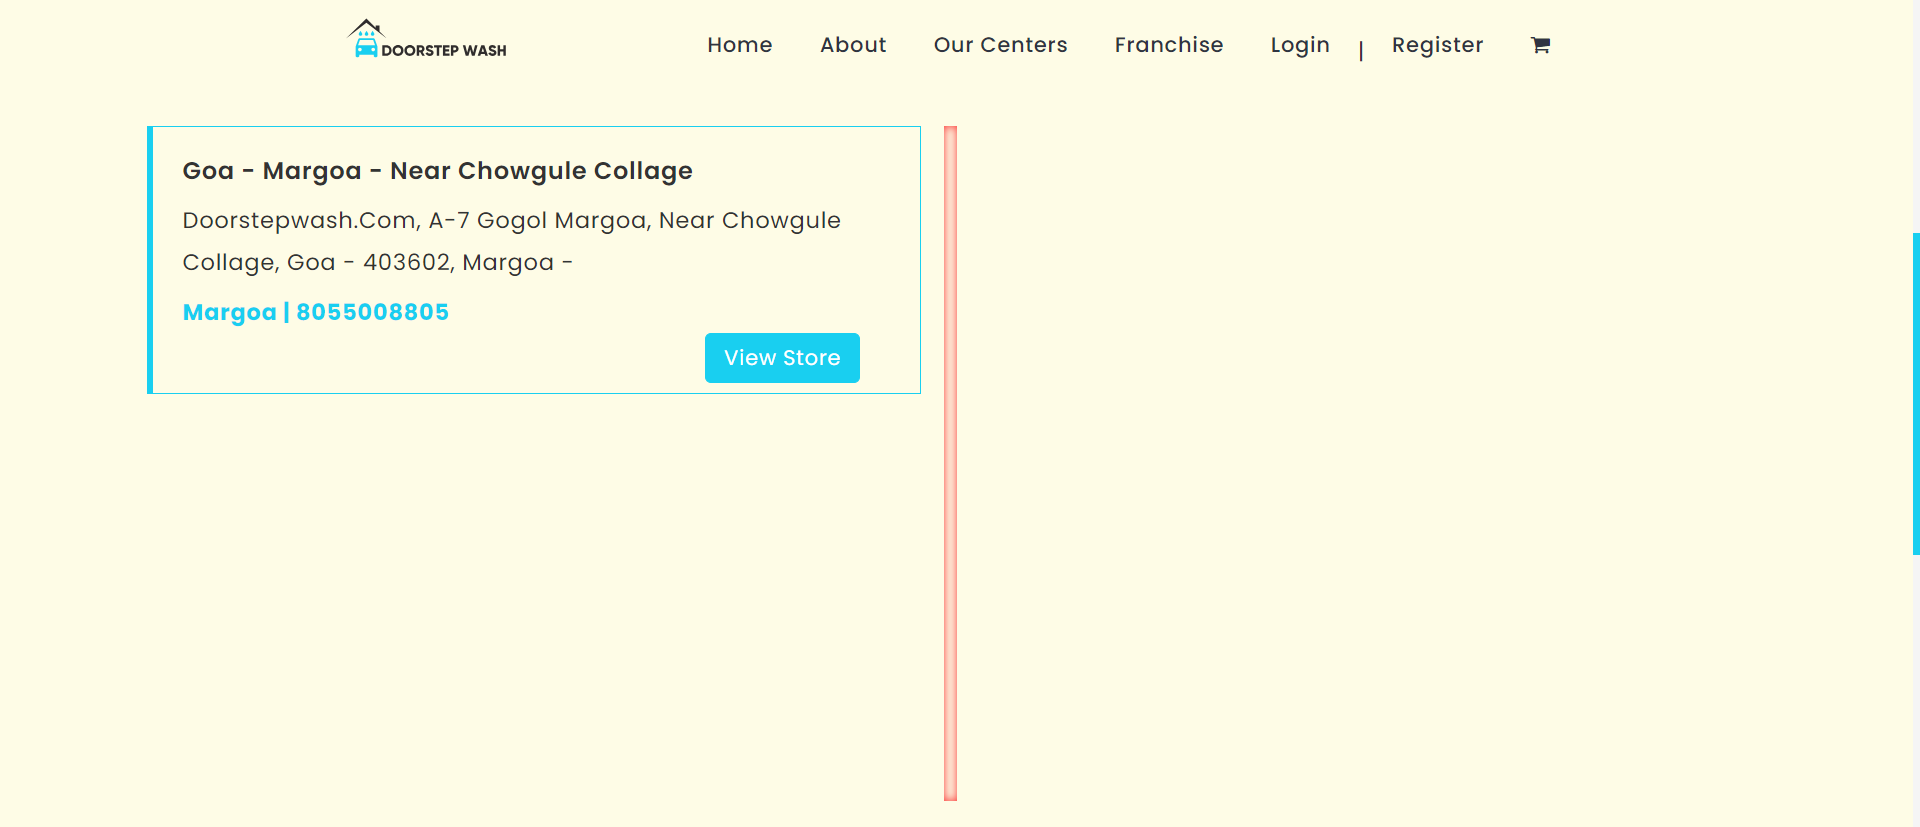 DOORSTEP WASH
Home About Our Centers Franchise Login | Register
Goa - Margoa - Near Chowgule Collage
Doorstepwash.Com, A-7 Gogol Margoa, Near Chowgule
Collage, Goa - 403602, Margoa -
Margoa | 8055008805
View Store